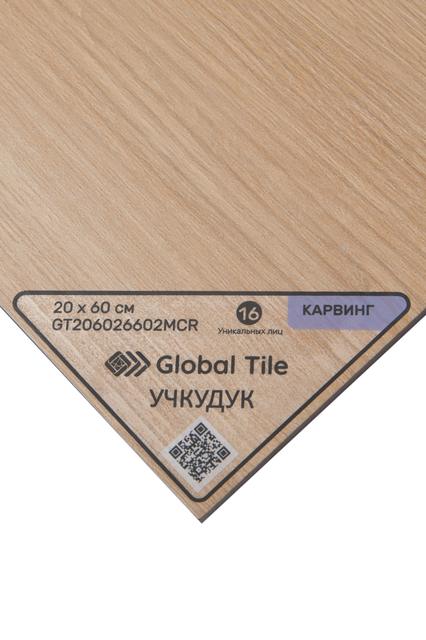 20 x 60 см
GT206026602MCR
16
Уникальных лиц
КАРВИНГ
Global Tile
УЧКУДУК